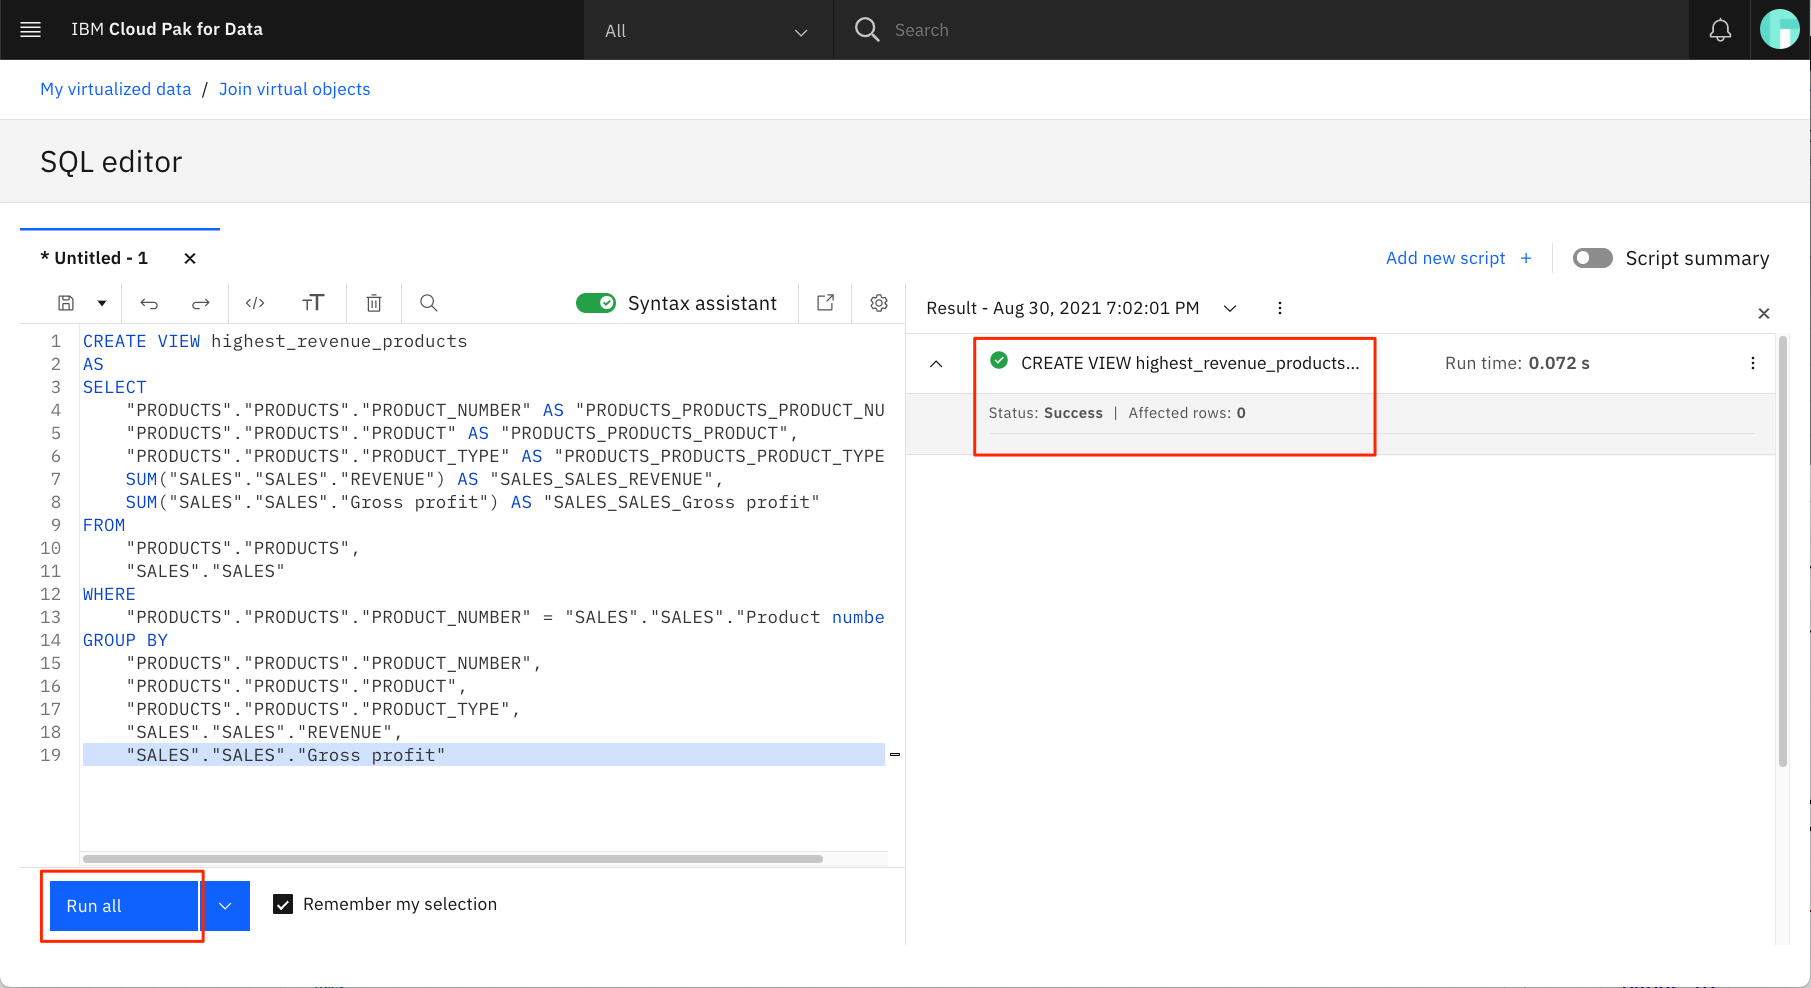 IBM Cloud Pak for Data
All
Search
My virtualized data / Join virtual objects
SQL editor
* Untitled - 1
Add new script +
Script summary
Syntax assistant
Result - Aug 30, 2021 7:02:01 PM
1 CREATE VIEW highest_revenue_products
2 AS
3 SELECT
4 "PRODUCTS"."PRODUCTS"."PRODUCT_NUMBER" AS "PRODUCTS_PRODUCTS_PRODUCT_NU
5 "PRODUCTS"."PRODUCTS"."PRODUCT" AS "PRODUCTS_PRODUCTS_PRODUCT",
6 "PRODUCTS"."PRODUCTS"."PRODUCT_TYPE" AS "PRODUCTS_PRODUCTS_PRODUCT_TYPE
7 SUM("SALES"."SALES"."REVENUE") AS "SALES_SALES_REVENUE",
8 SUM("SALES"."SALES"."Gross profit") AS "SALES_SALES_Gross profit"
9 FROM
10 "PRODUCTS"."PRODUCTS",
11 "SALES"."SALES"
12 WHERE
13 "PRODUCTS"."PRODUCTS"."PRODUCT_NUMBER" = "SALES"."SALES"."Product numbe
14 GROUP BY
15 "PRODUCTS"."PRODUCTS"."PRODUCT_NUMBER",
16 "PRODUCTS"."PRODUCTS"."PRODUCT",
17 "PRODUCTS"."PRODUCTS"."PRODUCT_TYPE",
18 "SALES"."SALES"."REVENUE",
19 "SALES"."SALES"."Gross profit"
CREATE VIEW highest_revenue_products...
Run time: 0.072 s
Status: Success | Affected rows: 0
Run all
Remember my selection